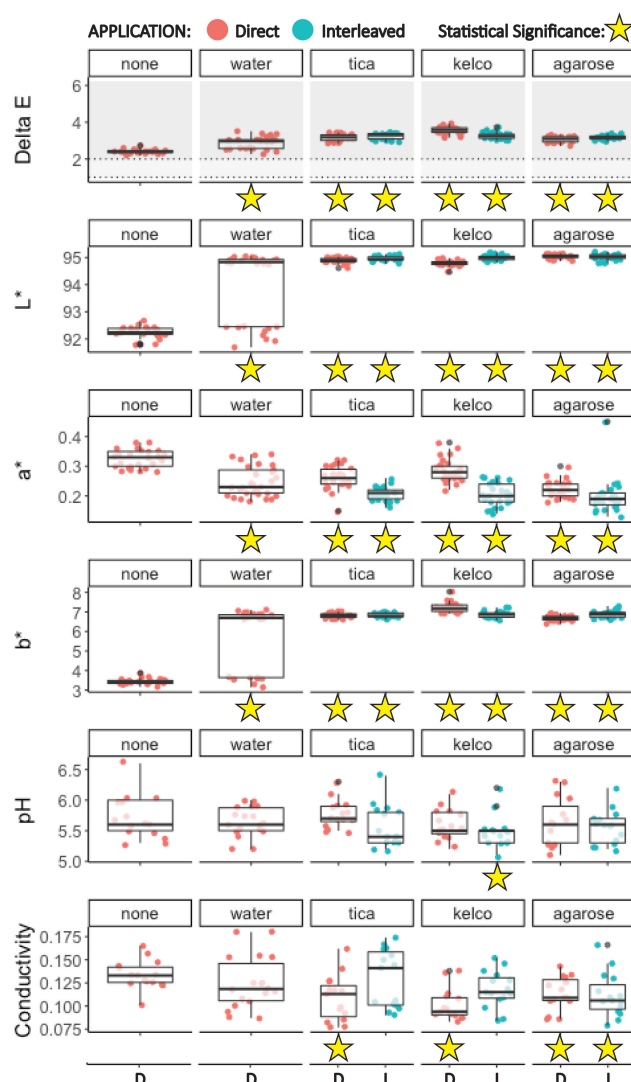 APPLICATION: Direct Interleaved Statistical Significance:
none water tica kelco agarose
Delta E
6
4
2
none water tica kelco agarose
L*
95
94
93
92
none water tica kelco agarose
a*
0.4
0.3
0.2
none water tica kelco agarose
b*
8
7
6
5
4
3
none water tica kelco agarose
pH
6.5
6.0
5.5
5.0
none water tica kelco agarose
Conductivity
0.175
0.150
0.125
0.100
0.075
D D D I D I D I